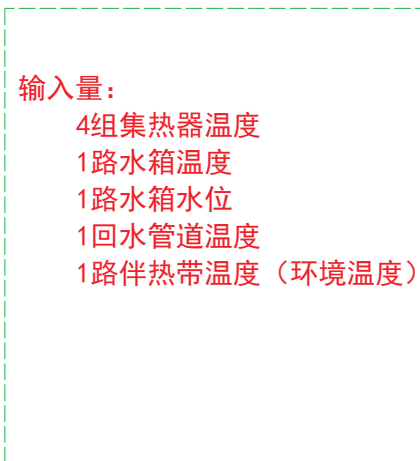 输入量：
4组集热器温度
1路水箱温度
1路水箱水位
1回水管道温度
1路伴热带温度（环境温度）